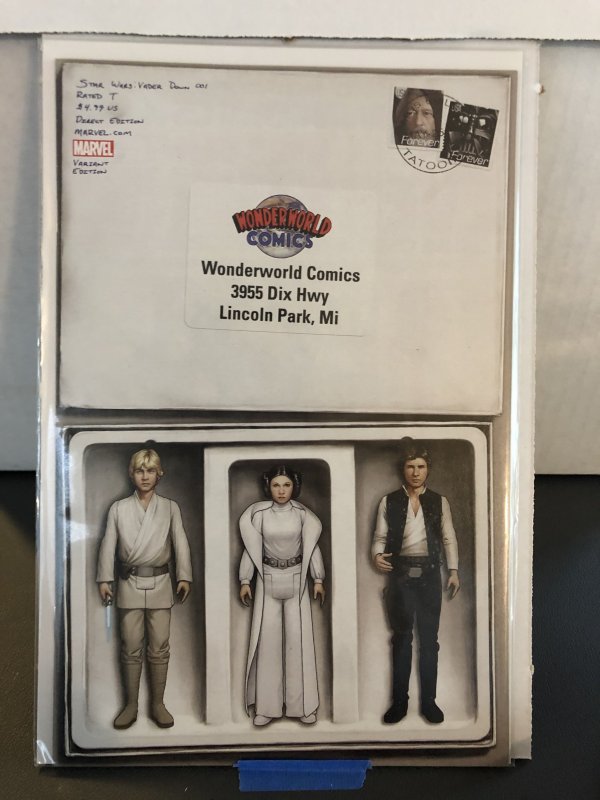 STAR WARS: VADER DOWN 001
RATED T
$4.99 US
DIRECT EDITION
MARVEL.COM
MARVEL
VARIANT
EDITION
Forever
Forever
TATOO
WONDERWORLD
COMICS
Wonderworld Comics
3955 Dix Hwy
Lincoln Park, Mi